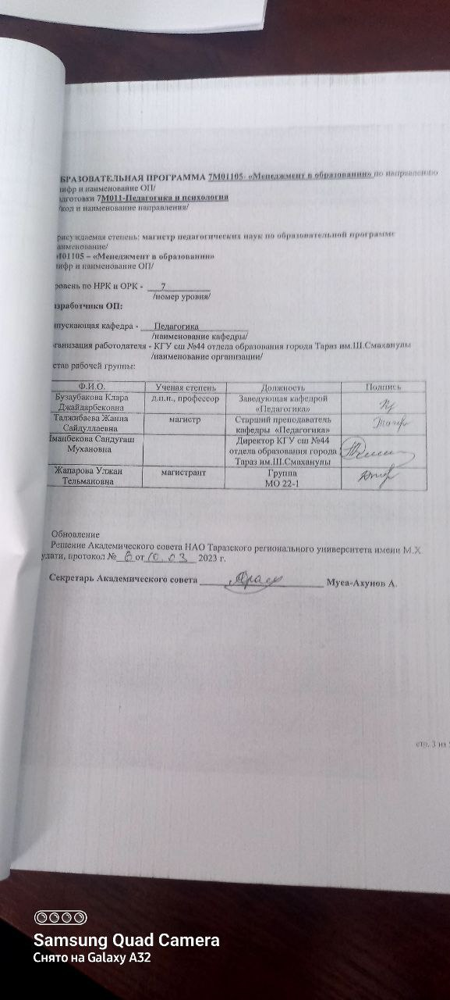 БРАЗОВАТЕЛЬНАЯ ПРОГРАММА 7М01105- «Менеджмент в образовании» по направлению
ифр и наименование ОП/
дготовки 7М011-Педагогика и психология
/код и наименование направления/
рисуждаемая степень: магистр педагогических наук по образовательной программе
аименование/
М01105 – «Менеджмент в образовании»
ифр и наименование ОП/
ровень по НРК и ОРК - 7
/номер уровня/
зработчики ОП:
ыпускающая кафедра - Педагогика
/наименование кафедры/
рганизация работодателя - КГУ сш №44 отдела образования города Тараз им.Ш.Смаханулы
/наименование организации/
став рабочей группы:
Ф.И.О. Ученая степень Должность Подпись
Бузаубакова Клара Джайдарбековна д.п.н., профессор Заведующая кафедрой «Педагогика»
Талжибаева Жанна Сайдуллаевна магистр Старший преподаватель кафедры «Педагогика»
Иманбекова Сандугаш Мухановна Директор КГУ сш №44 отдела образования города Тараз им.Ш.Смаханулы
Жапарова Улжан Тельмановна магистрант Группа МО 22-1
Обновление
Решение Академического совета НАО Таразского регионального университета имени М.Х.
улати, протокол № 6 от 10.03 2023 г.
Секретарь Академического совета Муса-Ахунов А.
стр. 3 из
Samsung Quad Camera
Снято на Galaxy A32